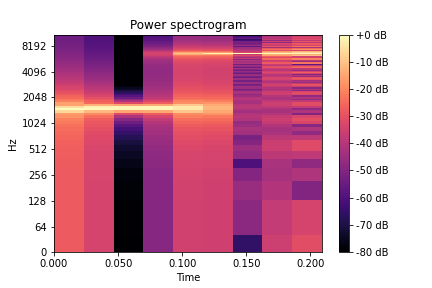 Power spectrogram
8192
4096
2048
1024
512
256
128
64
0
Hz
0.000
0.050
0.100
0.150
0.200
Time
+0 dB
-10 dB
-20 dB
-30 dB
-40 dB
-50 dB
-60 dB
-70 dB
-80 dB